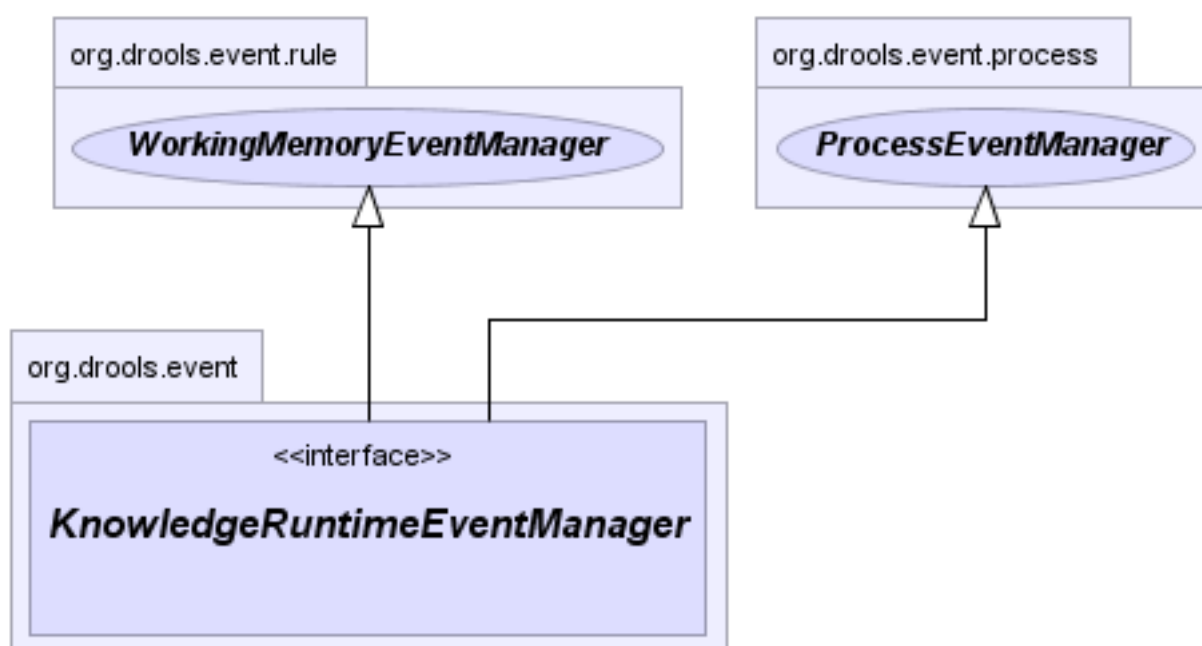 org.drools.event.rule
org.drools.event.process
WorkingMemoryEventManager
ProcessEventManager
org.drools.event
<<interface>>
KnowledgeRuntimeEventManager